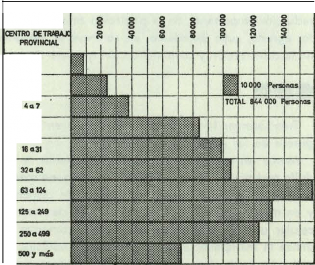 CENTRO DE TRABAJO
PROVINCIAL
20 000
40 000
60 000
80 000
100 000
120 000
140 000
10 000 Personas
TOTAL 844 000 Personas
4 a 7
16 a 31
32 a 62
63 a 124
125 a 249
250 a 499
500 y más